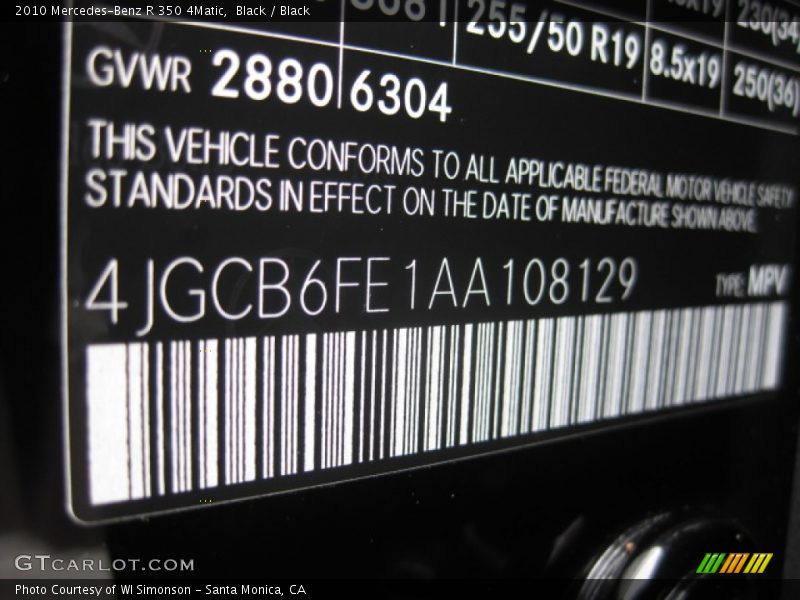 2010 Mercedes-Benz R 350 4Matic, Black / Black
255/50 R19 8.5x19 250(36)
GVWR 2880 6304
THIS VEHICLE CONFORMS TO ALL APPLICABLE FEDERAL MOTOR VEHICLE SAFETY
STANDARDS IN EFFECT ON THE DATE OF MANUFACTURE SHOWN ABOVE.
4JGCB6FE1AA108129 TYPE: MPV
GTCARLOT.COM
Photo Courtesy of WI Simonson - Santa Monica, CA